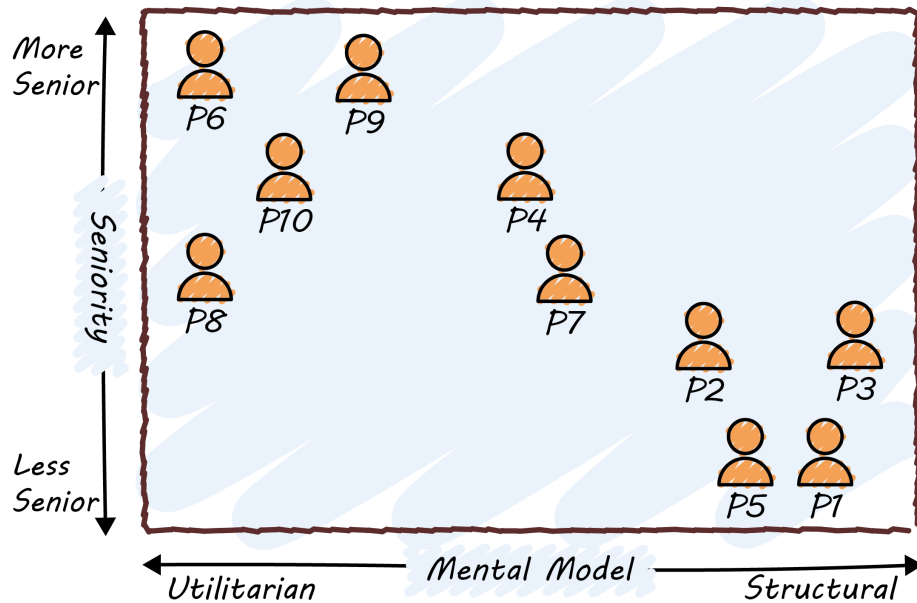 More
Senior
P6
P9
P10
P4
Seniority
P8
P7
P2
P3
Less
Senior
P5
P1
Mental Model
Utilitarian
Structural